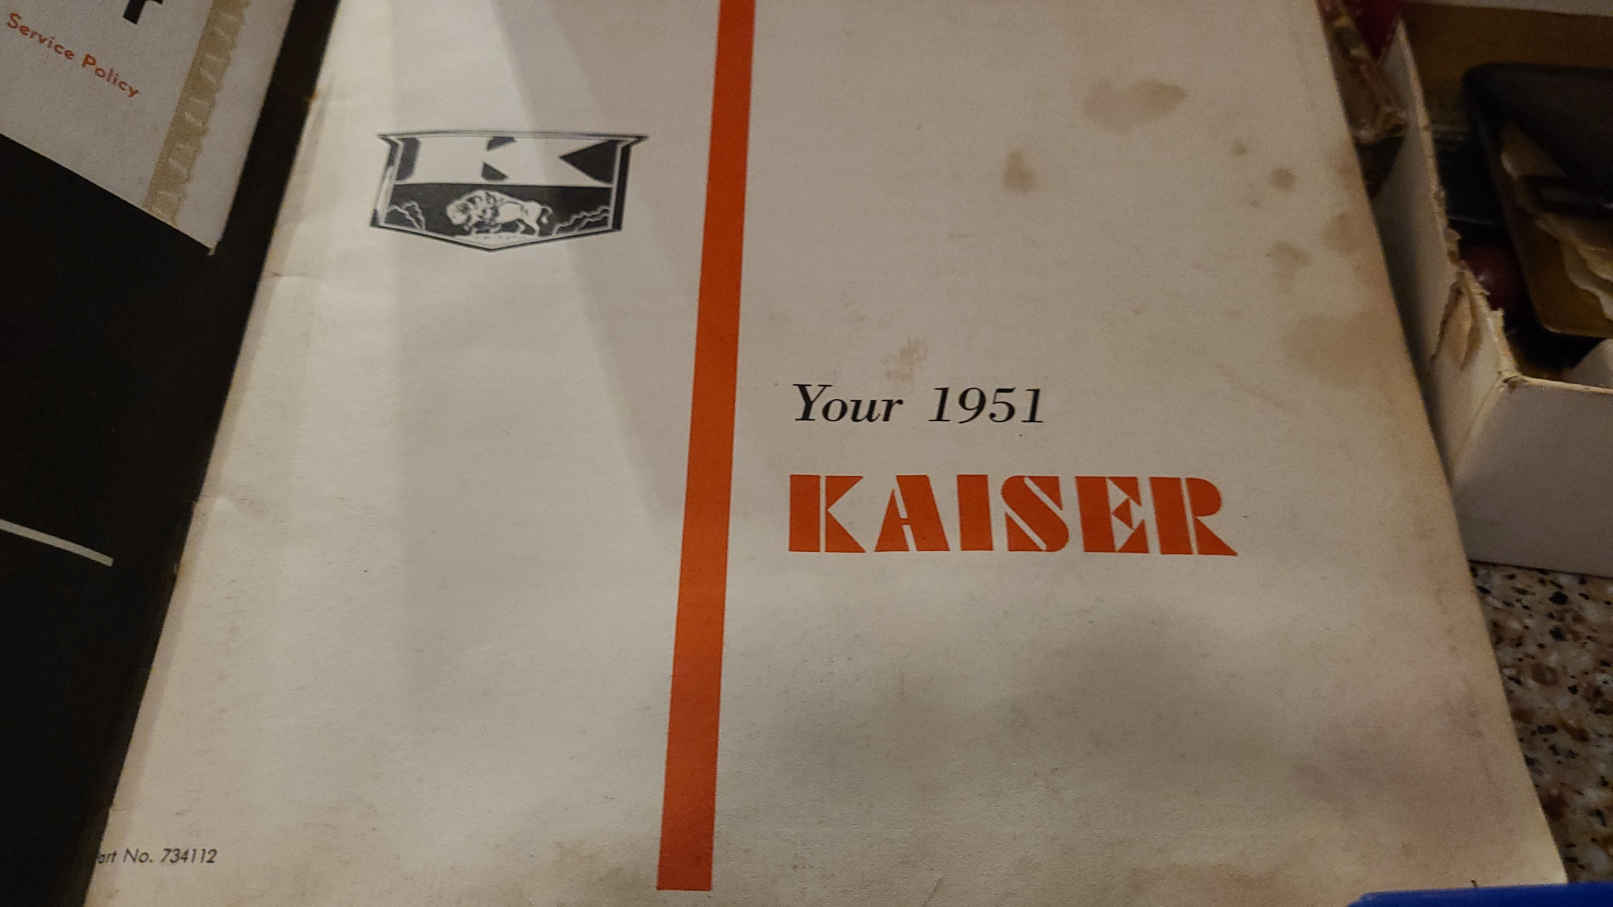 Service Policy
K
Your 1951
KAISER
art No. 734112